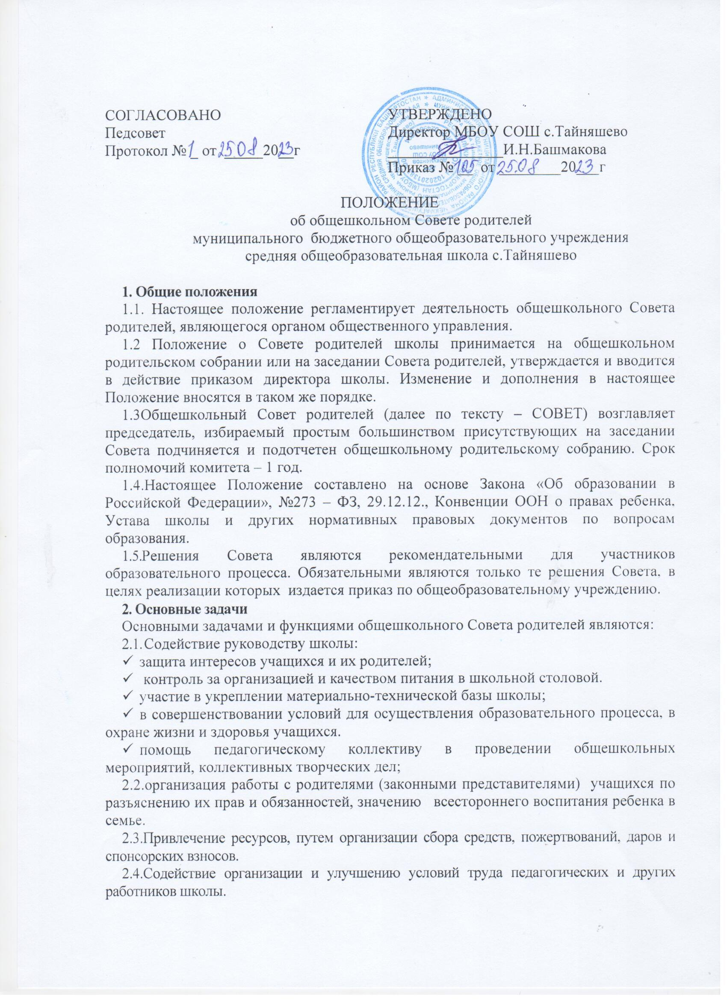 СОГЛАСОВАНО
Педсовет
Протокол № 1 от 25.08 2023г
УТВЕРЖДЕНО
Директор МБОУ СОШ с.Тайняшево
И.Н.Башмакова
Приказ № 105 от 25.08 2023 г
ПОЛОЖЕНИЕ
об общешкольном Совете родителей
муниципального бюджетного общеобразовательного учреждения
средняя общеобразовательная школа с.Тайняшево
1. Общие положения
1.1. Настоящее положение регламентирует деятельность общешкольного Совета
родителей, являющегося органом общественного управления.
1.2 Положение о Совете родителей школы принимается на общешкольном
родительском собрании или на заседании Совета родителей, утверждается и вводится
в действие приказом директора школы. Изменение и дополнения в настоящее
Положение вносятся в таком же порядке.
1.3Общешкольный Совет родителей (далее по тексту – СОВЕТ) возглавляет
председатель, избираемый простым большинством присутствующих на заседании
Совета подчиняется и подотчетен общешкольному родительскому собранию. Срок
полномочий комитета – 1 год.
1.4.Настоящее Положение составлено на основе Закона «Об образовании в
Российской Федерации», №273 – ФЗ, 29.12.12., Конвенции ООН о правах ребенка,
Устава школы и других нормативных правовых документов по вопросам
образования.
1.5.Решения Совета являются рекомендательными для участников
образовательного процесса. Обязательными являются только те решения Совета, в
целях реализации которых издается приказ по общеобразовательному учреждению.
2. Основные задачи
Основными задачами и функциями общешкольного Совета родителей являются:
2.1.Содействие руководству школы:
✓ защита интересов учащихся и их родителей;
✓ контроль за организацией и качеством питания в школьной столовой.
✓ участие в укреплении материально-технической базы школы;
✓ в совершенствовании условий для осуществления образовательного процесса, в
охране жизни и здоровья учащихся.
✓ помощь педагогическому коллективу в проведении общешкольных
мероприятий, коллективных творческих дел;
2.2.организация работы с родителями (законными представителями) учащихся по
разъяснению их прав и обязанностей, значению всестороннего воспитания ребенка в
семье.
2.3.Привлечение ресурсов, путем организации сбора средств, пожертвований, даров и
спонсорских взносов.
2.4.Содействие организации и улучшению условий труда педагогических и других
работников школы.